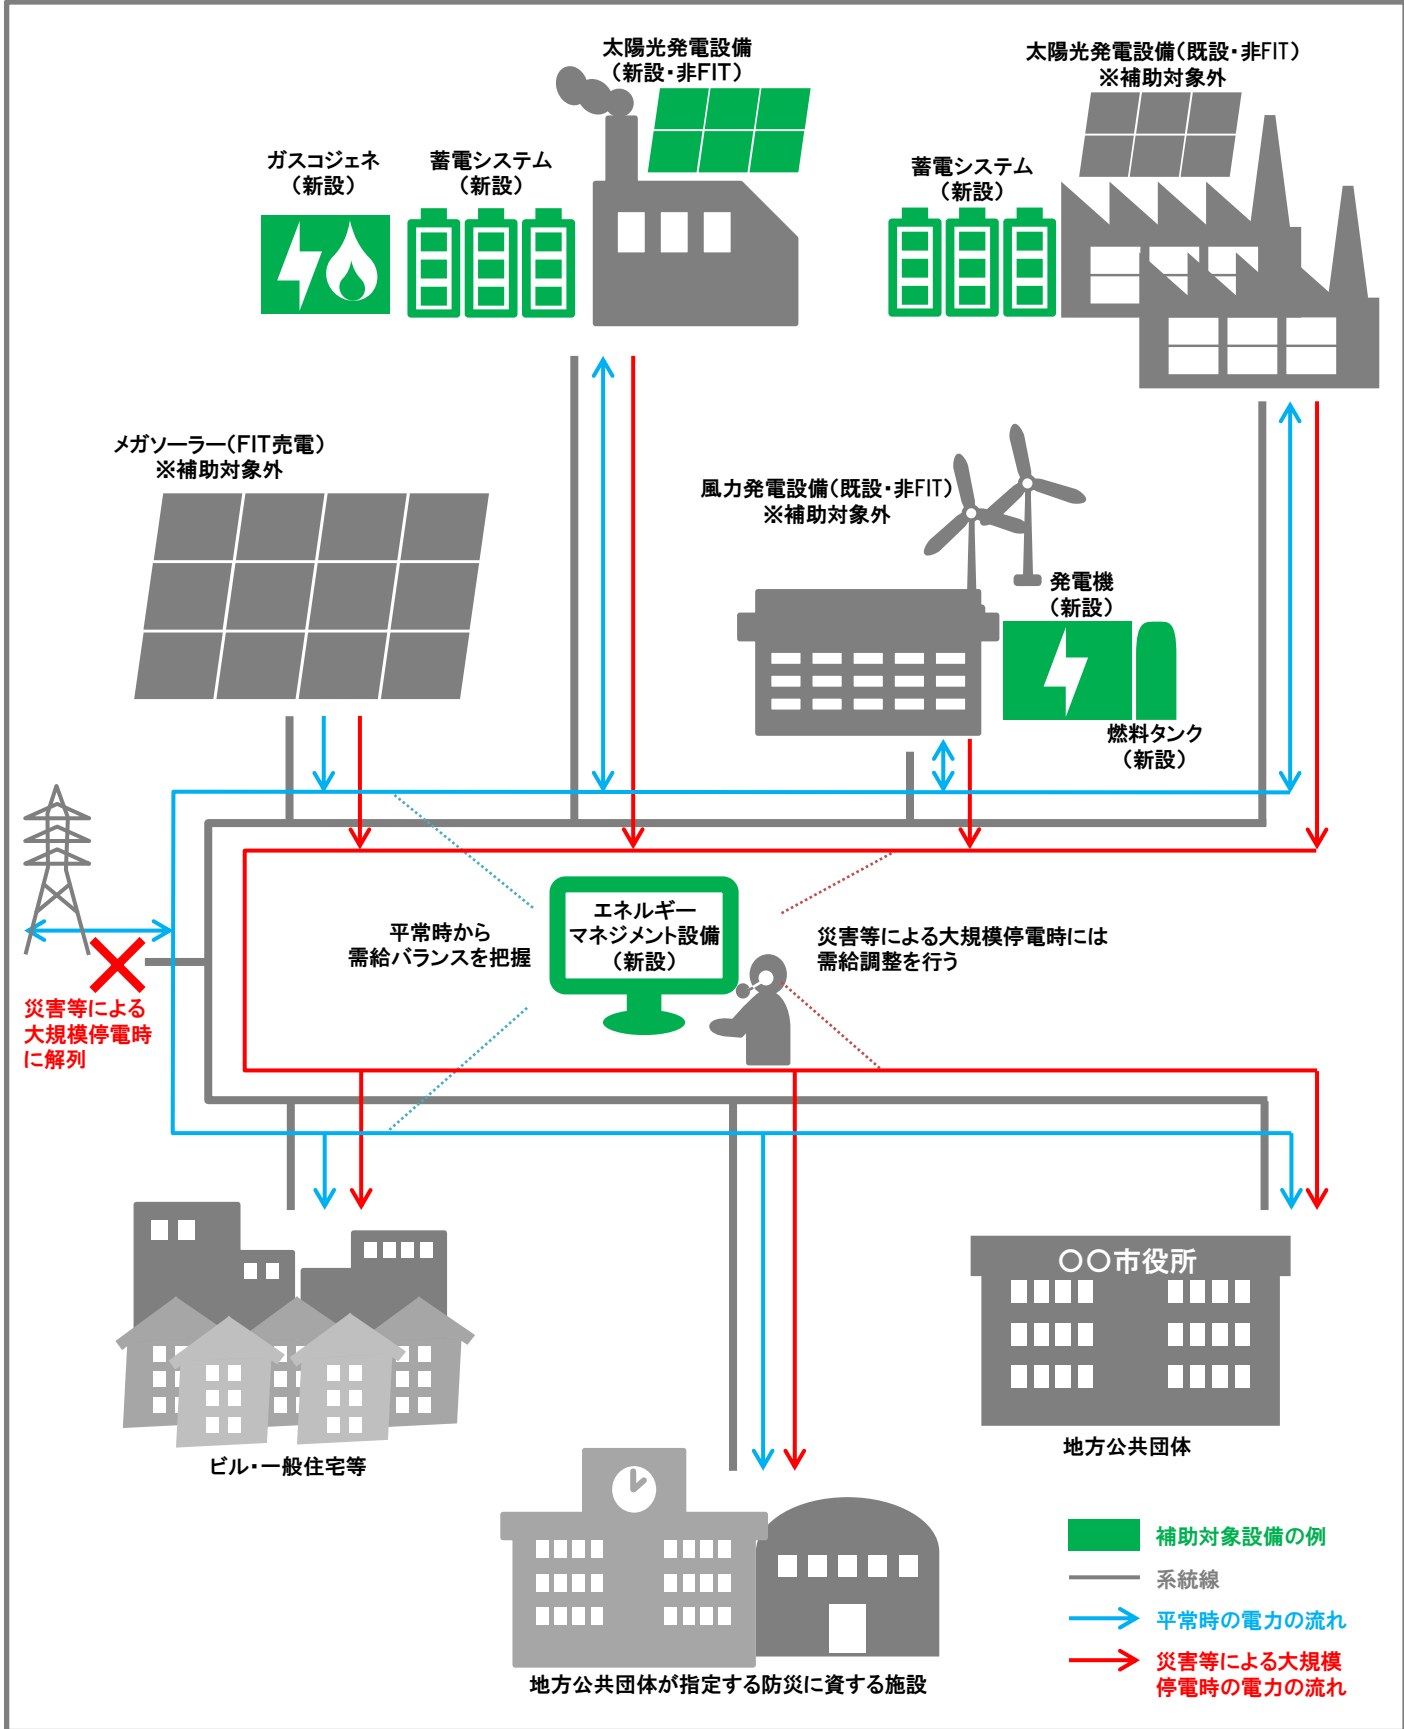 太陽光発電設備
（新設・非FIT）
太陽光発電設備（既設・非FIT）
※補助対象外
ガスコジェネ
（新設）
蓄電システム
（新設）
蓄電システム
（新設）
メガソーラー（FIT売電）
※補助対象外
風力発電設備（既設・非FIT）
※補助対象外
発電機
（新設）
燃料タンク
（新設）
平常時から
需給バランスを把握
エネルギー
マネジメント設備
（新設）
災害等による大規模停電時には
需給調整を行う
災害等による
大規模停電時
に解列
〇〇市役所
地方公共団体
ビル・一般住宅等
地方公共団体が指定する防災に資する施設
補助対象設備の例
系統線
平常時の電力の流れ
災害等による大規模
停電時の電力の流れ